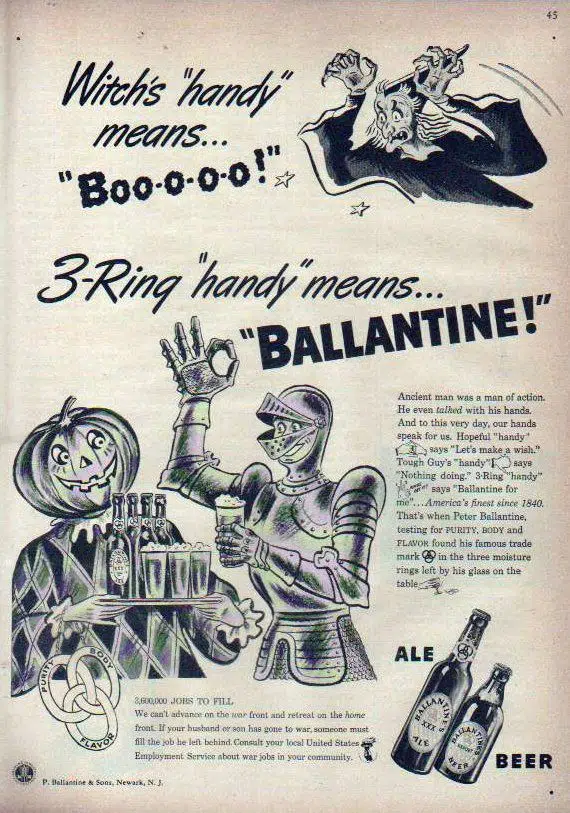 45
Witch's "handy"
means...
"Boo-o-o-o!"
3-Ring "handy" means...
"BALLANTINE!"
Ancient man was a man of action.
He even talked with his hands.
And to this very day, our hands
speak for us. Hopeful "handy"
says "Let's make a wish."
Tough Guy's "handy" says
"Nothing doing." 3-Ring "handy"
says "Ballantine for
me"...America's finest since 1840.
That's when Peter Ballantine,
testing for PURITY, BODY and
FLAVOR found his famous trade
mark in the three moisture
rings left by his glass on the
table
PURITY
BODY
FLAVOR
3,600,000 JOBS TO FILL
We can't advance on the war front and retreat on the home
front. If your husband or son has gone to war, someone must
fill the job he left behind. Consult your local United States
Employment Service about war jobs in your community.
ALE
BALLANTINE'S
XXX
ALE
BALLANTINE'S
BEER
BEER
P. Ballantine & Sons, Newark, N. J.